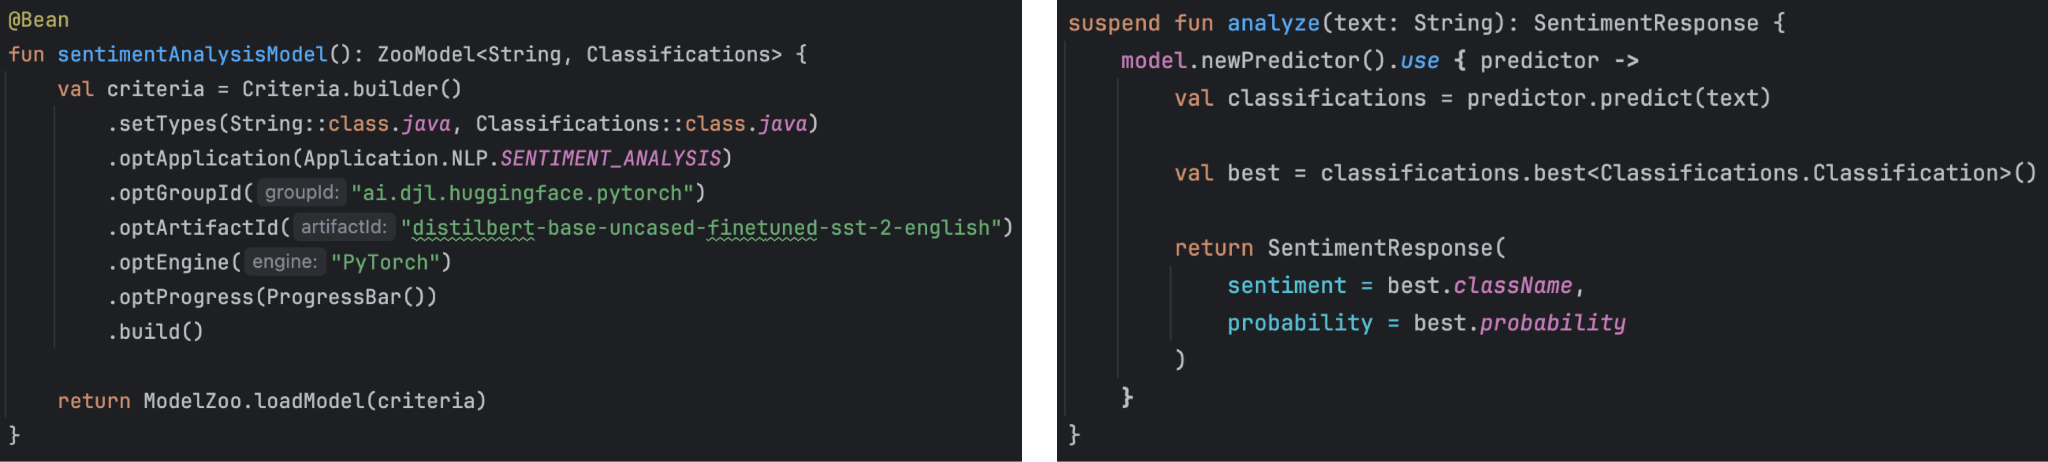 @Bean
fun sentimentAnalysisModel(): ZooModel<String, Classifications> {
    val criteria = Criteria.builder()
        .setTypes(String::class.java, Classifications::class.java)
        .optApplication(Application.NLP.SENTIMENT_ANALYSIS)
        .optGroupId( groupId: "ai.djl.huggingface.pytorch")
        .optArtifactId( artifactId: "distilbert-base-uncased-finetuned-sst-2-english")
        .optEngine( engine: "PyTorch")
        .optProgress(ProgressBar())
        .build()
    return ModelZoo.loadModel(criteria)
}
suspend fun analyze(text: String): SentimentResponse {
    model.newPredictor().use { predictor ->
        val classifications = predictor.predict(text)
        val best = classifications.best<Classifications.Classification>()
        return SentimentResponse(
            sentiment = best.className,
            probability = best.probability
        )
    }
}